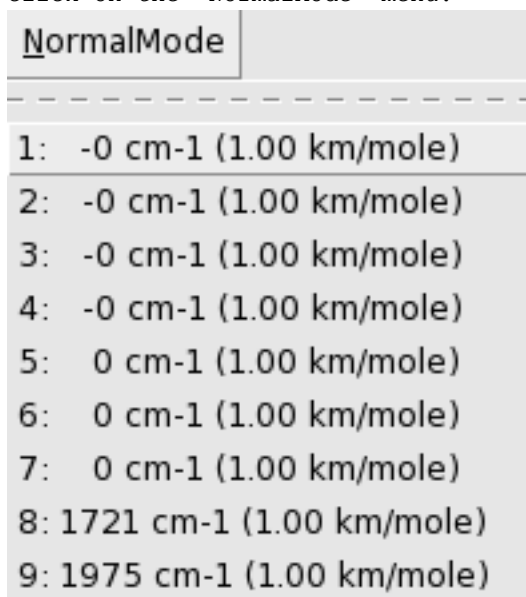 NormalMode
1: -0 cm-1 (1.00 km/mole)
2: -0 cm-1 (1.00 km/mole)
3: -0 cm-1 (1.00 km/mole)
4: -0 cm-1 (1.00 km/mole)
5: 0 cm-1 (1.00 km/mole)
6: 0 cm-1 (1.00 km/mole)
7: 0 cm-1 (1.00 km/mole)
8: 1721 cm-1 (1.00 km/mole)
9: 1975 cm-1 (1.00 km/mole)